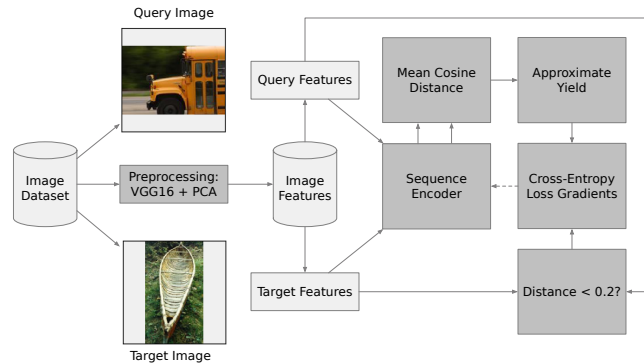 Query Image
Image
Dataset
Preprocessing:
VGG16 + PCA
Image
Features
Target Image
Query Features
Target Features
Mean Cosine
Distance
Approximate
Yield
Sequence
Encoder
Cross-Entropy
Loss Gradients
Distance < 0.2?